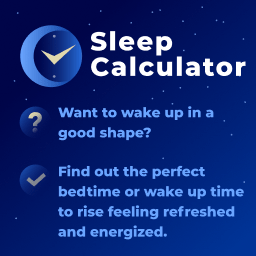 Sleep
Calculator
Want to wake up in a
good shape?
Find out the perfect
bedtime or wake up time
to rise feeling refreshed
and energized.